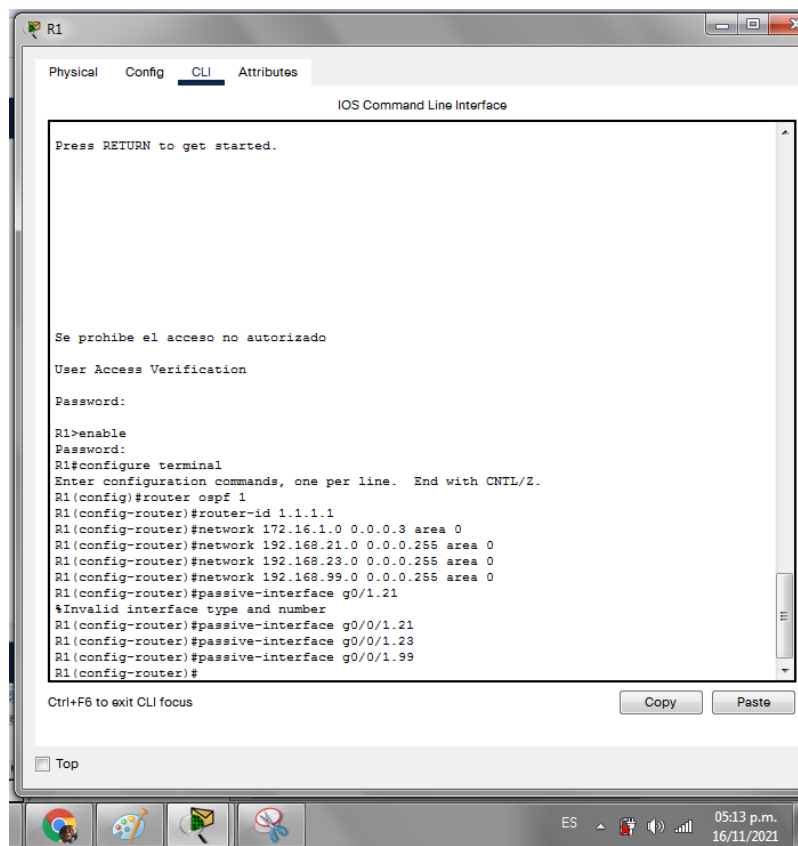 R1
Physical Config CLI Attributes
IOS Command Line Interface
Press RETURN to get started.
Se prohibe el acceso no autorizado
User Access Verification
Password:
R1>enable
Password:
R1#configure terminal
Enter configuration commands, one per line. End with CNTL/Z.
R1(config)#router ospf 1
R1(config-router)#router-id 1.1.1.1
R1(config-router)#network 172.16.1.0 0.0.0.3 area 0
R1(config-router)#network 192.168.21.0 0.0.0.255 area 0
R1(config-router)#network 192.168.23.0 0.0.0.255 area 0
R1(config-router)#network 192.168.99.0 0.0.0.255 area 0
R1(config-router)#passive-interface g0/1.21
%Invalid interface type and number
R1(config-router)#passive-interface g0/0/1.21
R1(config-router)#passive-interface g0/0/1.23
R1(config-router)#passive-interface g0/0/1.99
R1(config-router)#
Ctrl+F6 to exit CLI focus
Copy
Paste
Top
ES
05:13 p.m.
16/11/2021